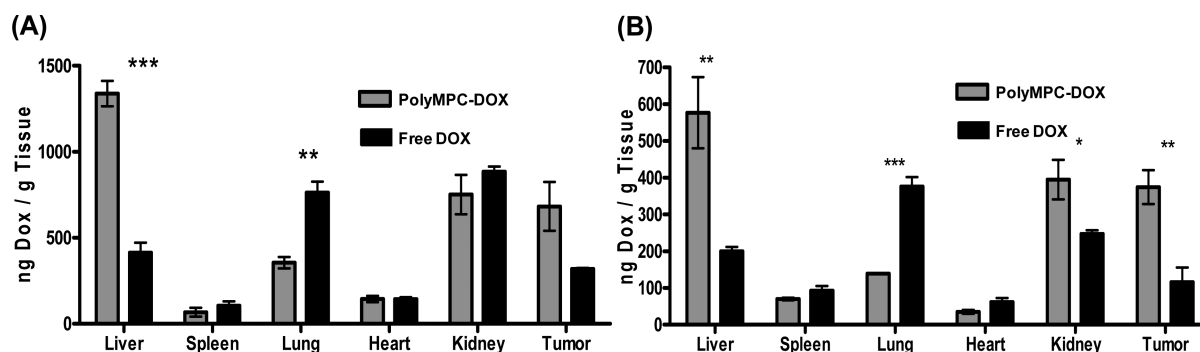 (A)
ng Dox / g Tissue
1500
1000
500
0
***
**
PolyMPC-DOX
Free DOX
Liver Spleen Lung Heart Kidney Tumor
(B)
ng Dox / g Tissue
700
600
500
400
300
200
100
0
**
***
*
**
PolyMPC-DOX
Free DOX
Liver Spleen Lung Heart Kidney Tumor